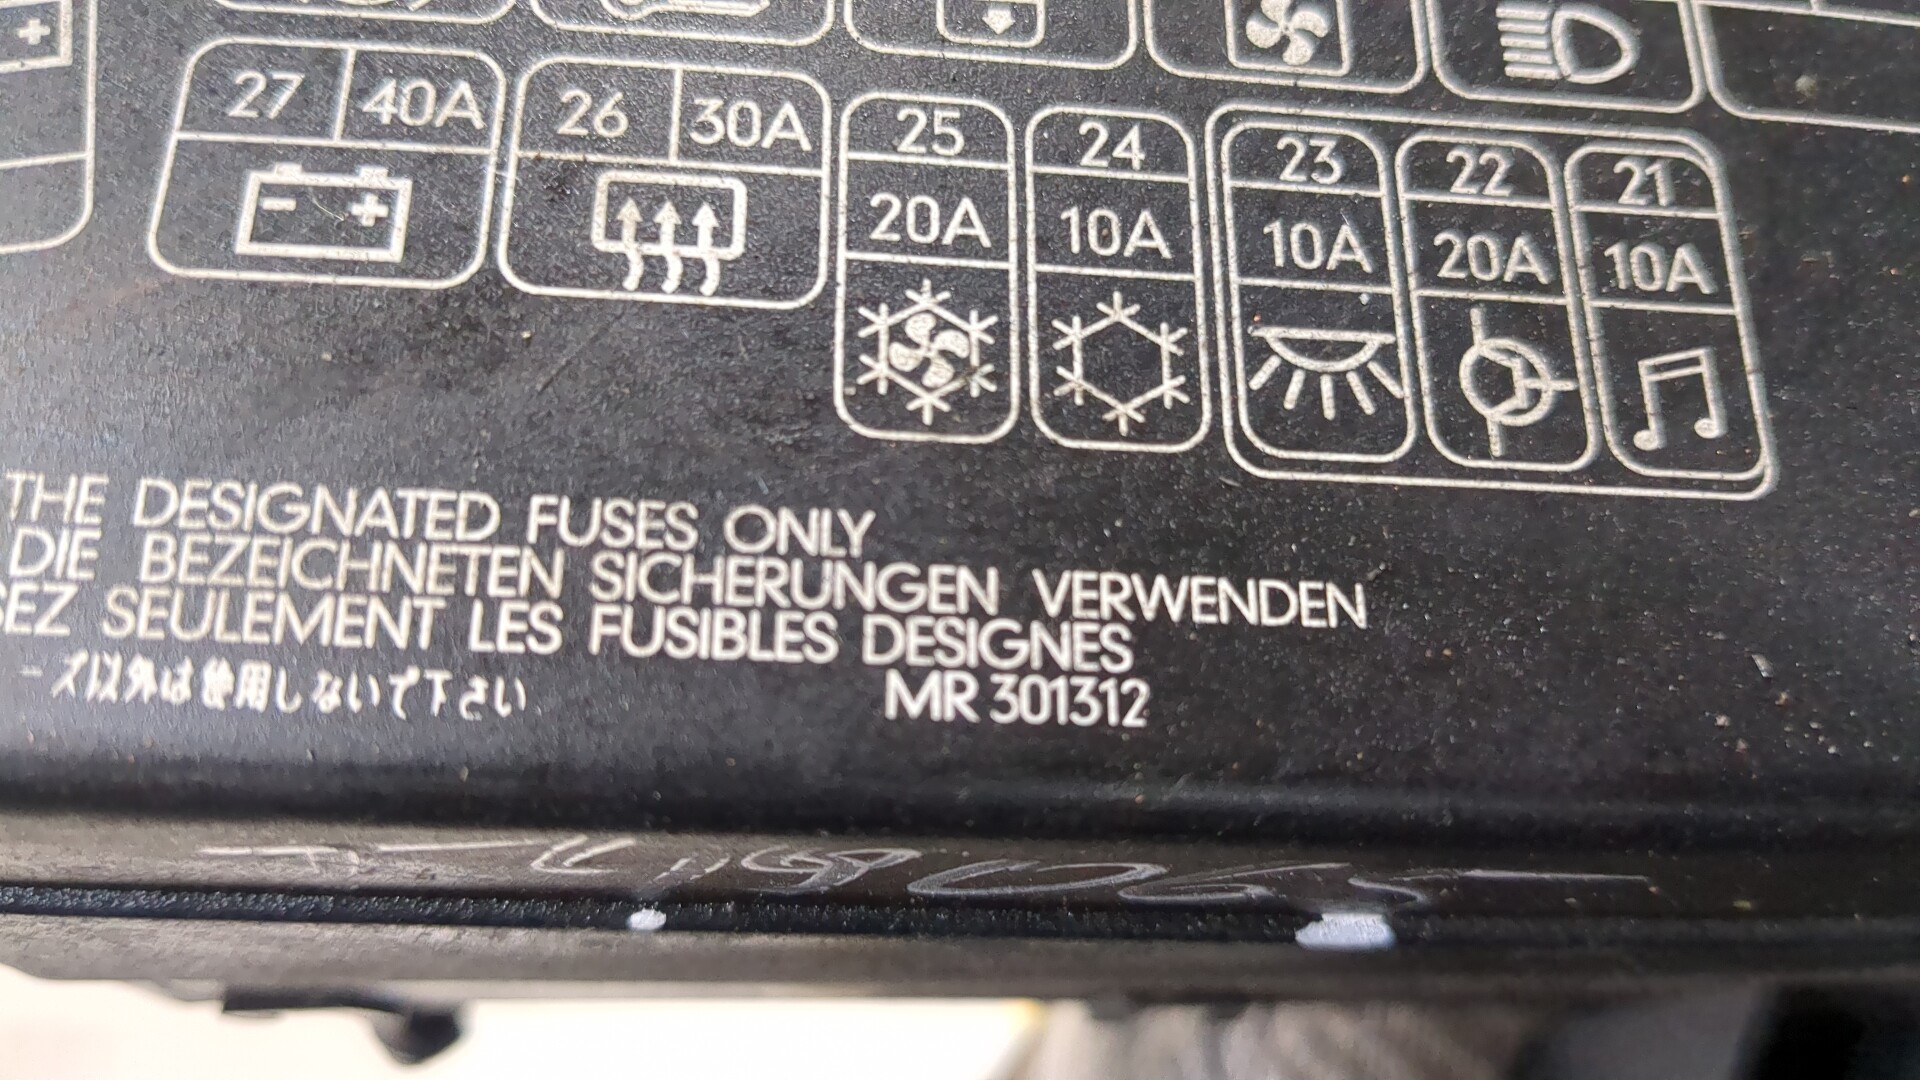 27 40A 26 30A 25 24 23 22 21
20A 10A 10A 20A 10A
THE DESIGNATED FUSES ONLY
DIE BEZEICHNETEN SICHERUNGEN VERWENDEN
SEULEMENT LES FUSIBLES DESIGNES
ーズ以外は使用しないで下さい
MR 301312